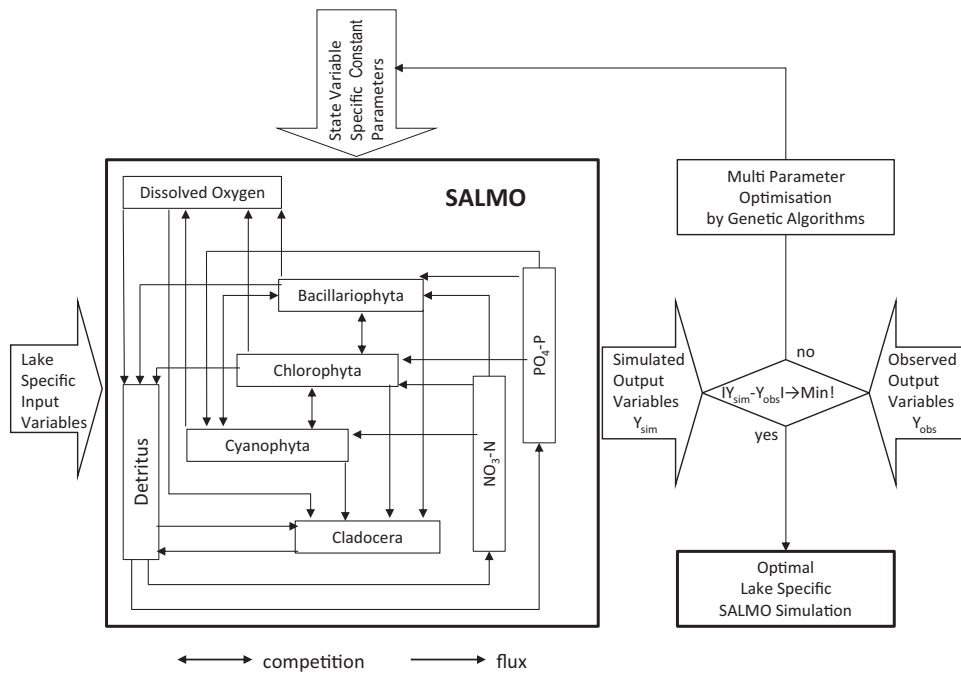 State Variable
Specific Constant
Parameters
Dissolved Oxygen
SALMO
Multi Parameter
Optimisation
by Genetic Algorithms
Bacillariophyta
PO₄-P
Lake
Specific
Input
Variables
Chlorophyta
Simulated
Output
Variables
Yₛᵢₘ
no
IYₛᵢₘ-YₒbₛI→Min!
yes
Observed
Output
Variables
Yₒbₛ
Detritus
Cyanophyta
NO₃-N
Cladocera
Optimal
Lake Specific
SALMO Simulation
competition
flux